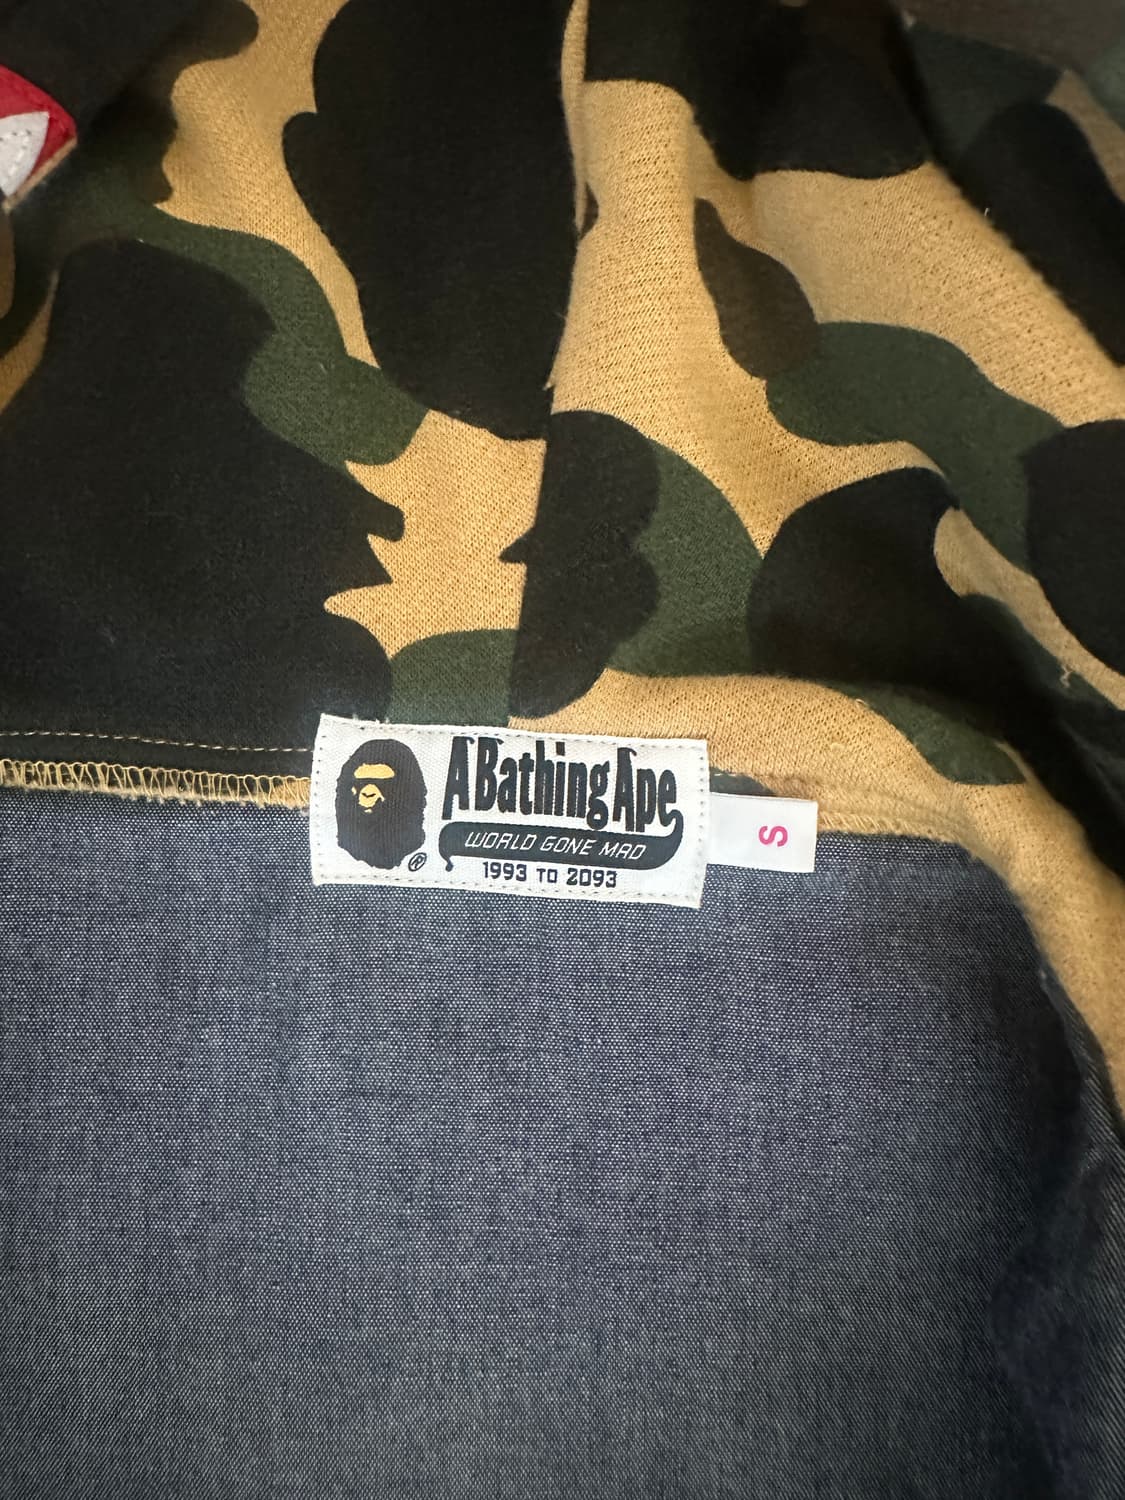 A Bathing Ape
WORLD GONE MAD
®
1993 TO 2093
S